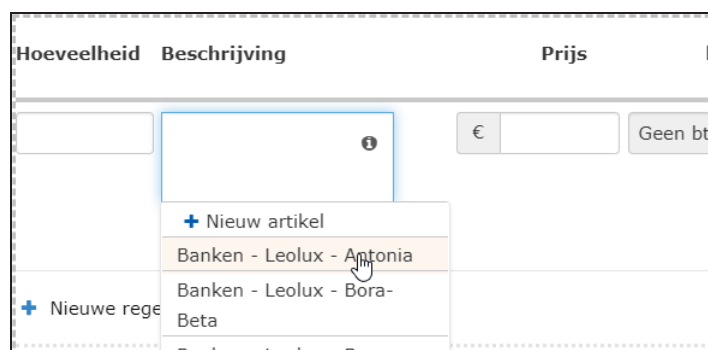 Hoeveelheid Beschrijving Prijs
€ Geen bt
+ Nieuw artikel
Banken - Leolux - Antonia
Banken - Leolux - Bora-
Beta
+ Nieuwe rege